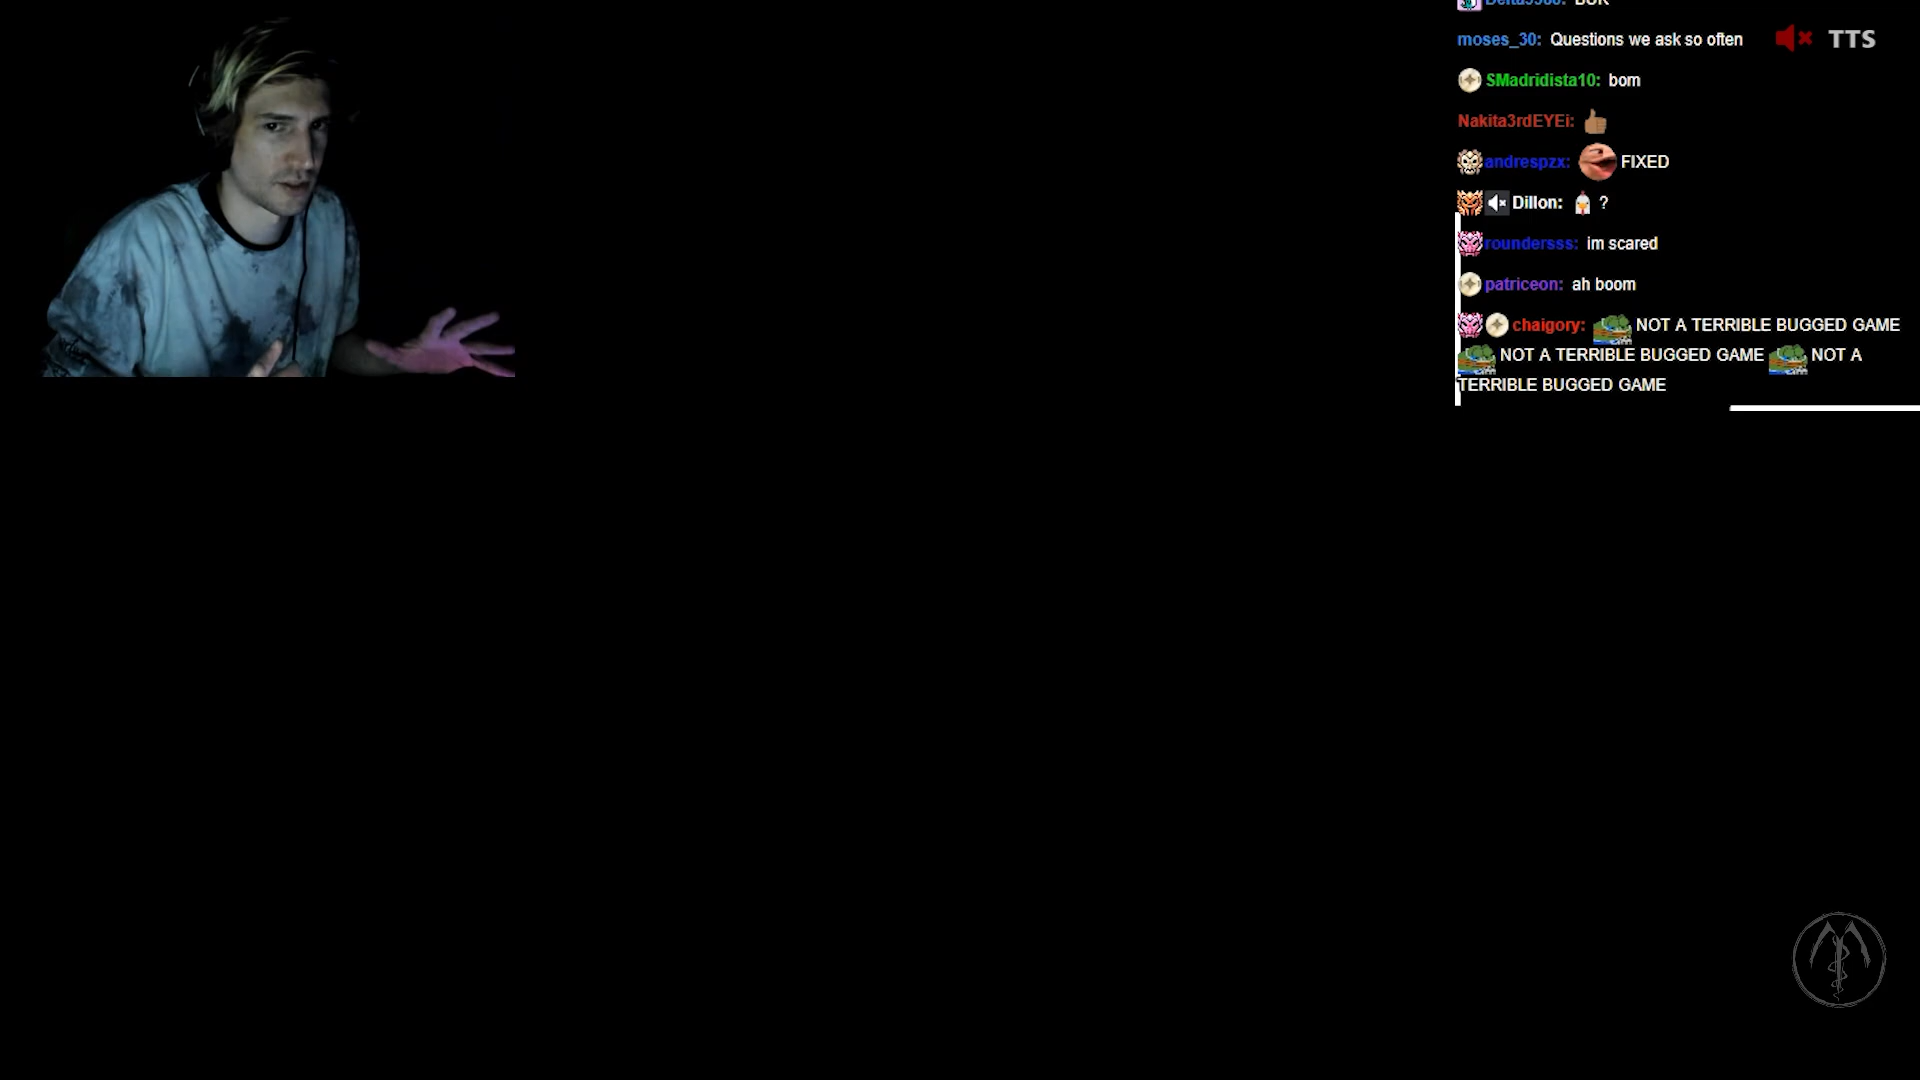 moses_30: Questions we ask so often
TTS
SMadridista10: bom
Nakita3rdEYEi:
andrespzx: FIXED
Dillon: ?
roundersss: im scared
patriceon: ah boom
chaigory: NOT A TERRIBLE BUGGED GAME
NOT A TERRIBLE BUGGED GAME NOT A
TERRIBLE BUGGED GAME